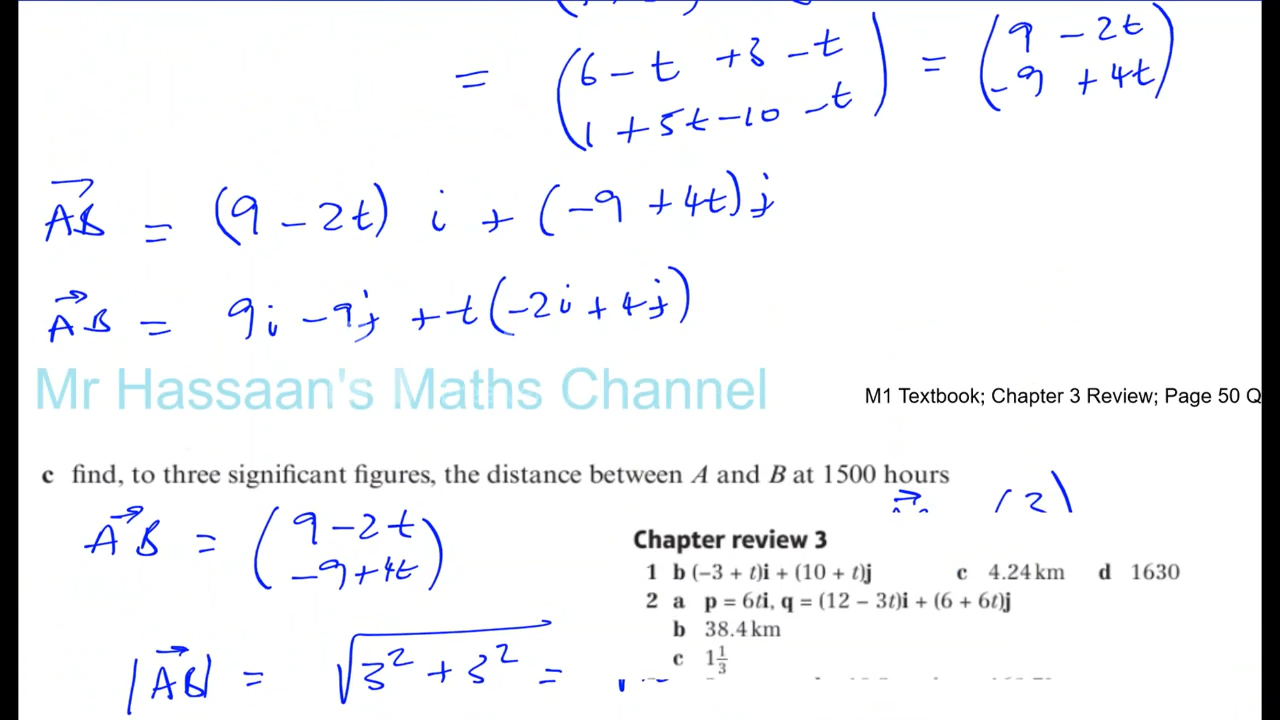 = (6 - t + 3 - t) = (9 - 2t)
(1 + 5t - 10 - t) (-9 + 4t)
AB = (9 - 2t) i + (-9 + 4t) j
AB = 9i - 9j + t(-2i + 4j)
Mr Hassaan's Maths Channel
M1 Textbook; Chapter 3 Review; Page 50 Q
c find, to three significant figures, the distance between A and B at 1500 hours
AB = (9 - 2t)
(-9 + 4t)
Chapter review 3
1 b (−3 + t)i + (10 + t)j c 4.24 km d 1630
2 a p = 6ti, q = (12 − 3t)i + (6 + 6t)j
b 38.4 km
c 1 1/3
|AB| = √3² + 3² =